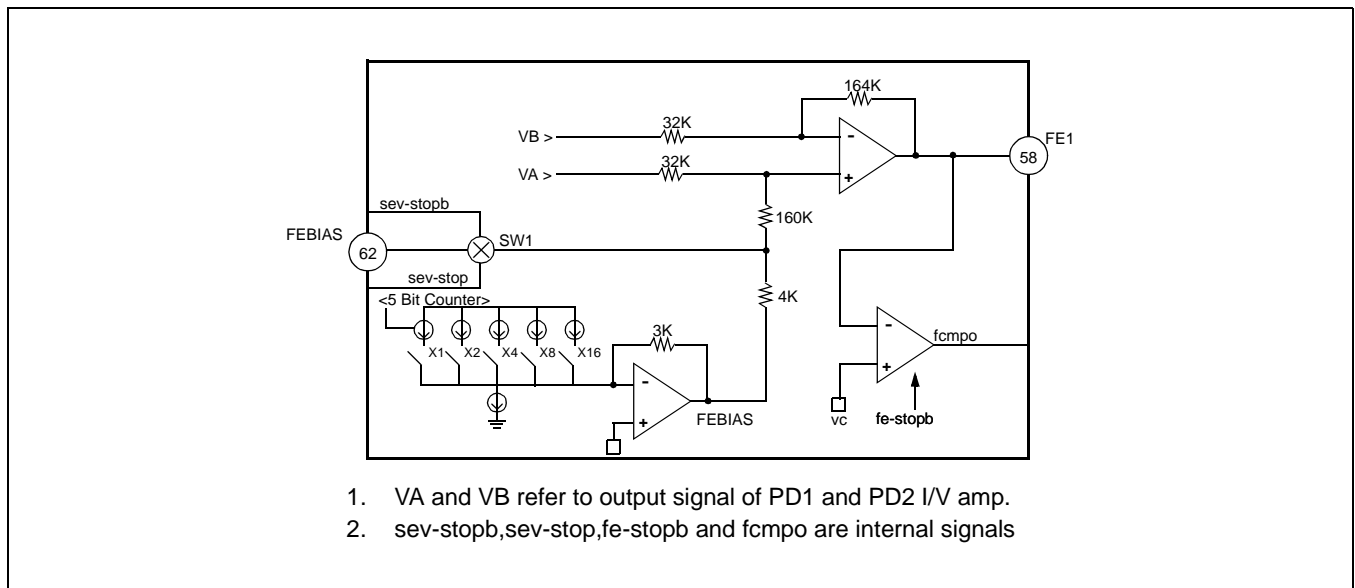 164K
32K
VB >
FE1
58
32K
VA >
160K
sev-stopb
FEBIAS
62
SW1
sev-stop
<5 Bit Counter>
4K
3K
X1 X2 X4 X8 X16
fcmpo
FEBIAS
vc
fe-stopb
1. VA and VB refer to output signal of PD1 and PD2 I/V amp.
2. sev-stopb,sev-stop,fe-stopb and fcmpo are internal signals